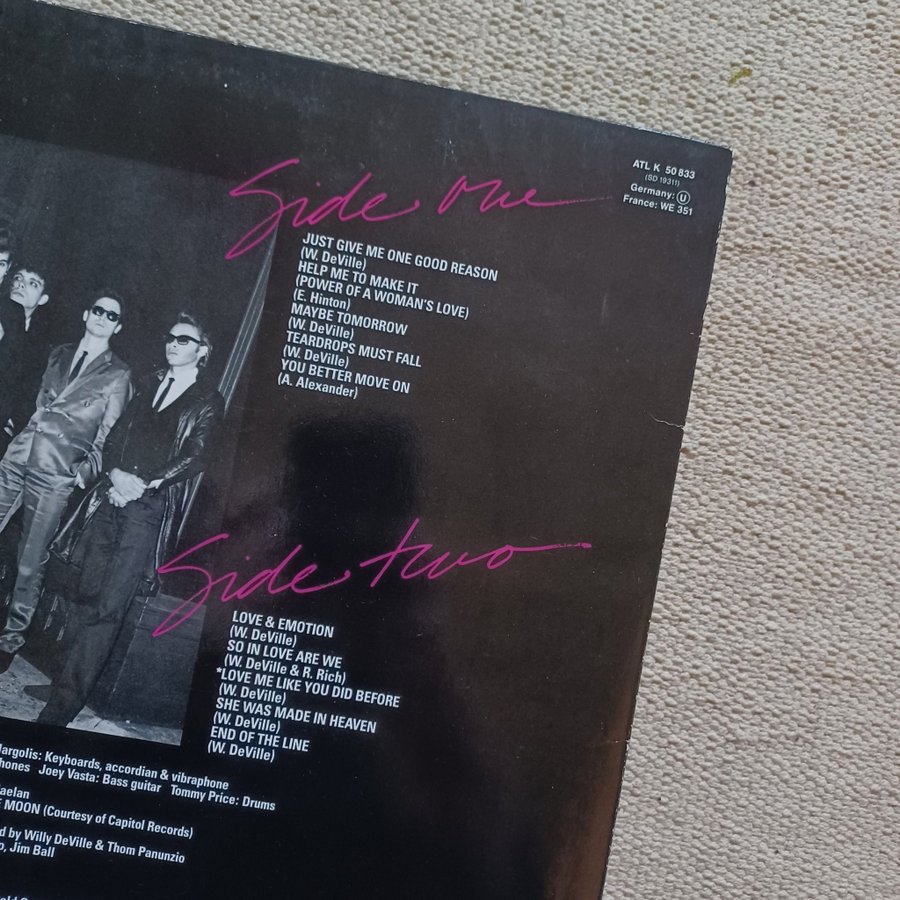 ATL K 50 833
(SD 19311)
Germany: U
France: WE 351
Side one
JUST GIVE ME ONE GOOD REASON
(W. DeVille)
HELP ME TO MAKE IT
(POWER OF A WOMAN'S LOVE)
(E. Hinton)
MAYBE TOMORROW
(W. DeVille)
TEARDROPS MUST FALL
(W. DeVille)
YOU BETTER MOVE ON
(A. Alexander)
Side two
LOVE & EMOTION
(W. DeVille)
SO IN LOVE ARE WE
(W. DeVille & R. Rich)
*LOVE ME LIKE YOU DID BEFORE
(W. DeVille)
SHE WAS MADE IN HEAVEN
(W. DeVille)
END OF THE LINE
(W. DeVille)
Margolis: Keyboards, accordian & vibraphone
Joey Vasta: Bass guitar Tommy Price: Drums
MOON (Courtesy of Capitol Records)
by Willy DeVille & Thom Panunzio
Jim Ball